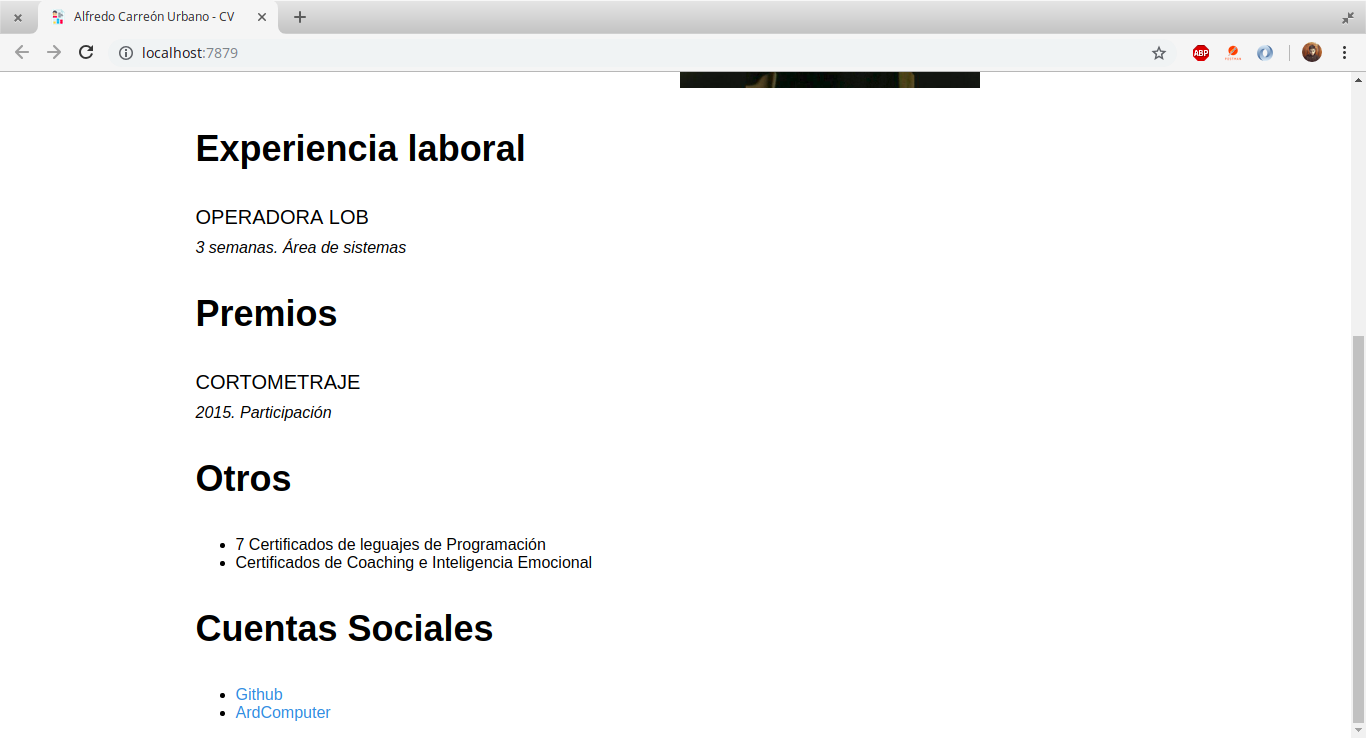 Alfredo Carreón Urbano - CV
localhost:7879
ABP
Experiencia laboral
OPERADORA LOB
3 semanas. Área de sistemas
Premios
CORTOMETRAJE
2015. Participación
Otros
7 Certificados de leguajes de Programación
Certificados de Coaching e Inteligencia Emocional
Cuentas Sociales
Github
ArdComputer